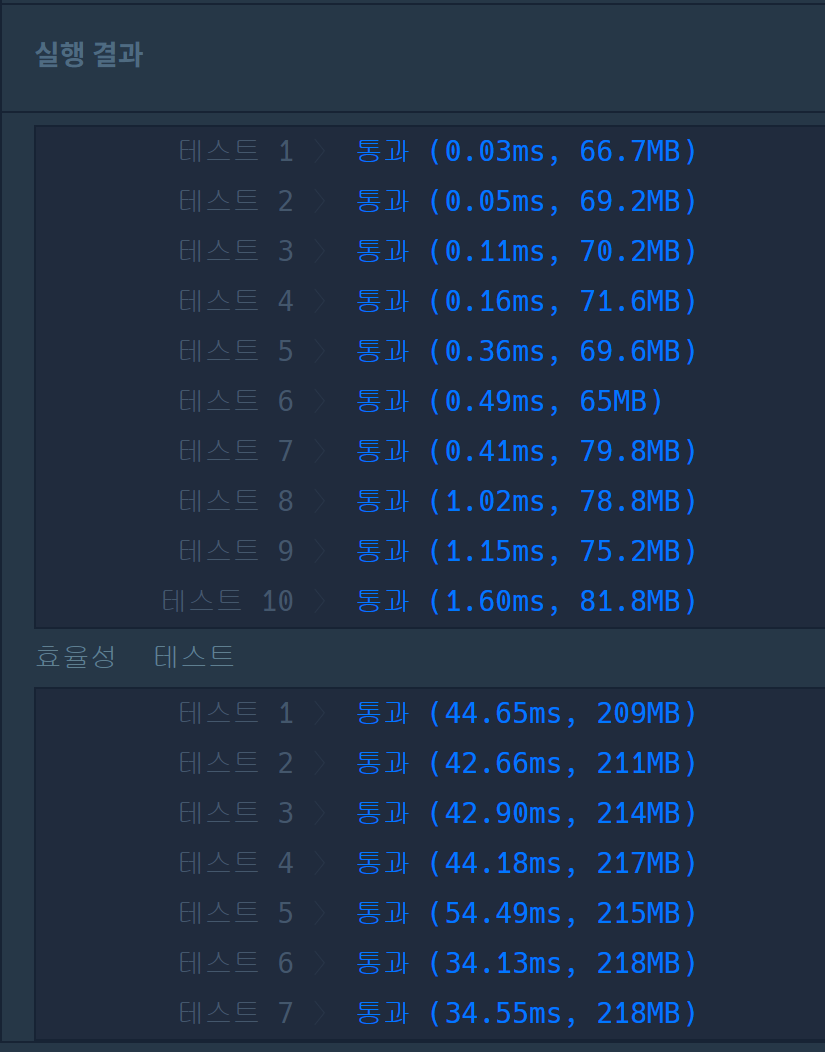 실행 결과
테스트 1 〉 통과 (0.03ms, 66.7MB)
테스트 2 〉 통과 (0.05ms, 69.2MB)
테스트 3 〉 통과 (0.11ms, 70.2MB)
테스트 4 〉 통과 (0.16ms, 71.6MB)
테스트 5 〉 통과 (0.36ms, 69.6MB)
테스트 6 〉 통과 (0.49ms, 65MB)
테스트 7 〉 통과 (0.41ms, 79.8MB)
테스트 8 〉 통과 (1.02ms, 78.8MB)
테스트 9 〉 통과 (1.15ms, 75.2MB)
테스트 10 〉 통과 (1.60ms, 81.8MB)
효율성 테스트
테스트 1 〉 통과 (44.65ms, 209MB)
테스트 2 〉 통과 (42.66ms, 211MB)
테스트 3 〉 통과 (42.90ms, 214MB)
테스트 4 〉 통과 (44.18ms, 217MB)
테스트 5 〉 통과 (54.49ms, 215MB)
테스트 6 〉 통과 (34.13ms, 218MB)
테스트 7 〉 통과 (34.55ms, 218MB)